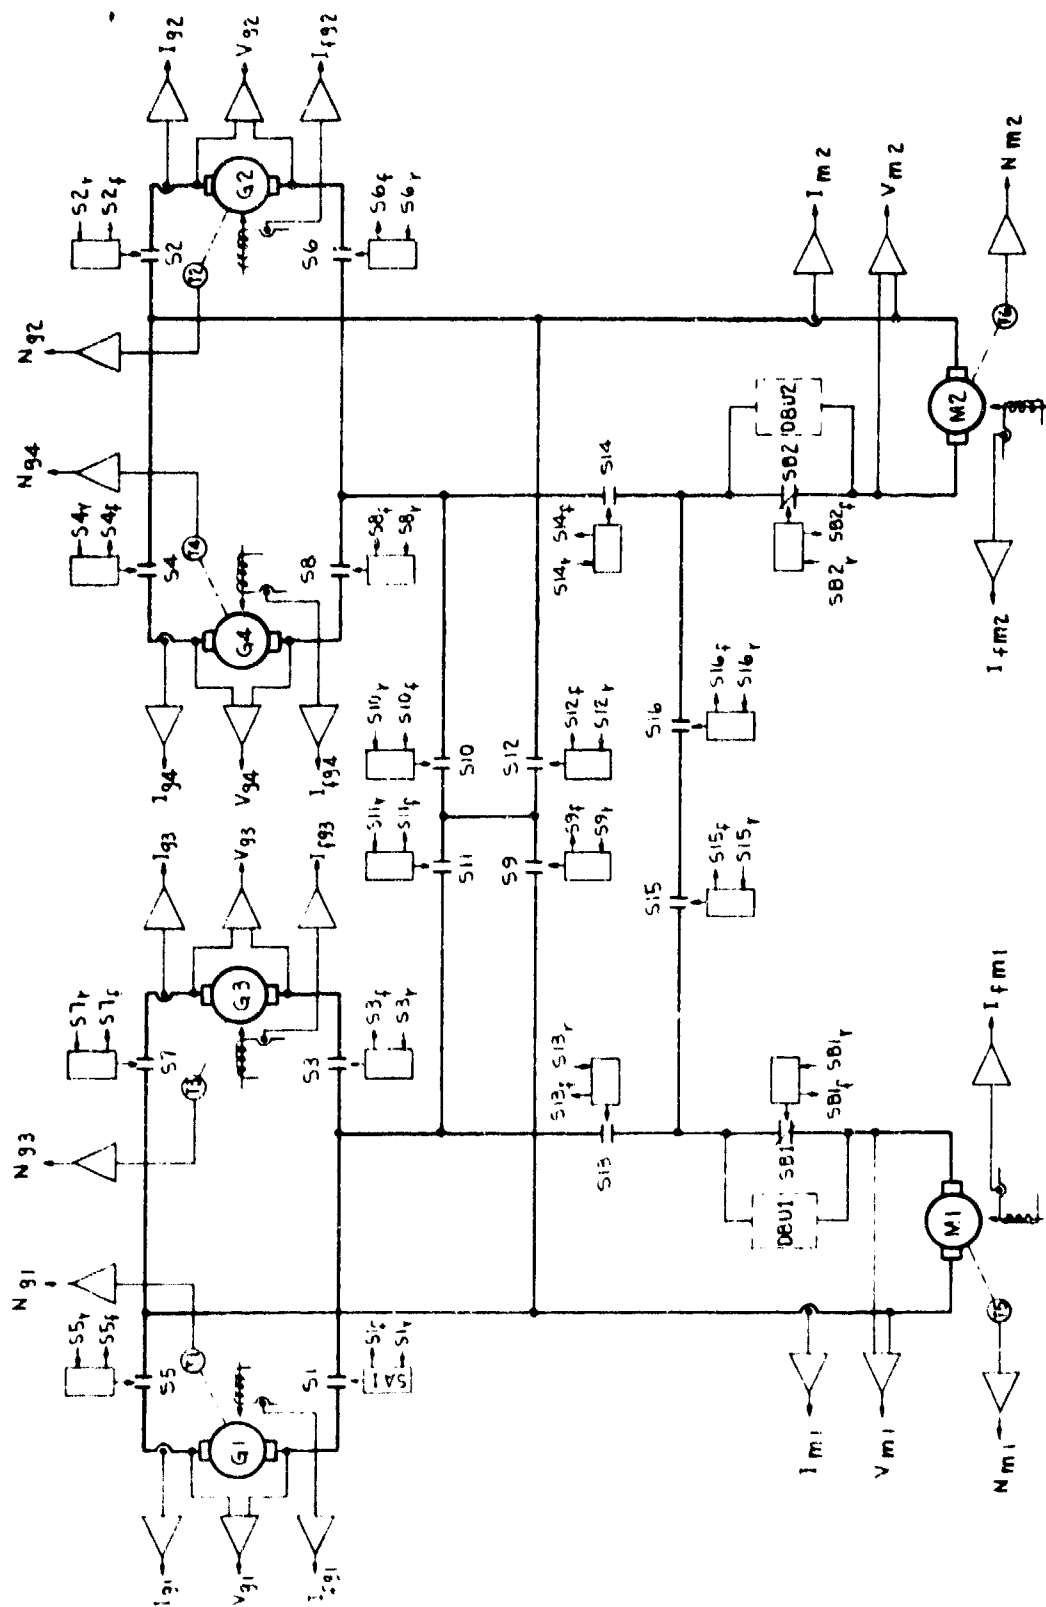 Ng1 Ng3 Ng4 Ng2
S5r S7r S4r S2r
S5f S7f S4f S2f
Ig1 S5 S7 Ig3 Ig4 S4 S2 Ig2
T1 T3 T4 T2
Vg1 G1 G3 Vg3 Vg4 G4 G2 Vg2
Ifg1 S1 S3 Ifg3 Ifg4 S8 S6 Ifg2
S1f S3f S11r S10r S8f S6f
SA1
S1r S3r S11f S10f S8r S6r
S11 S10
S9 S12
S13f S13r S9f S12f S14r S14f
S9r S12r
S13 S14
S15 S16
S15f S16f
S15r S16r
DBU1 SB1 SB2 DBU2
SB1f SB1r SB2r SB2f
Im1 Im2
Vm1 Vm2
M1 M2
T5 T6
Nm1 Ifm1 Ifm2 Nm2